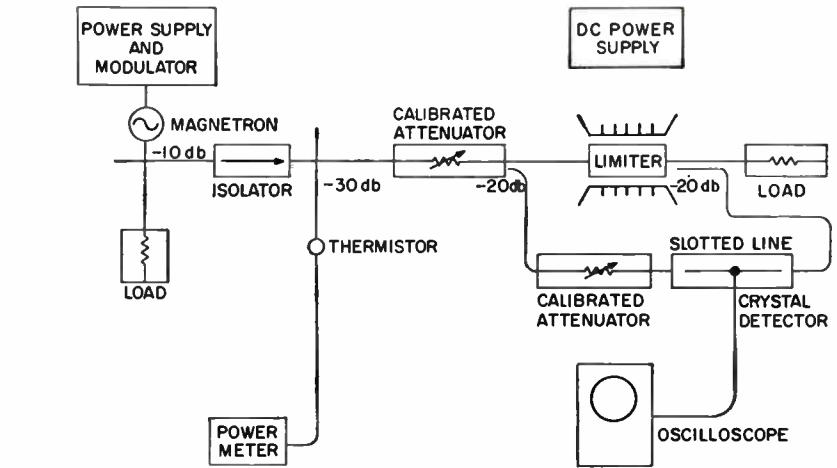 POWER SUPPLY
AND
MODULATOR
DC POWER
SUPPLY
MAGNETRON
CALIBRATED
ATTENUATOR
-10 db
ISOLATOR
-30 db
-20db
LIMITER
-20 db
LOAD
THERMISTOR
SLOTTED LINE
LOAD
CALIBRATED
ATTENUATOR
CRYSTAL
DETECTOR
POWER
METER
OSCILLOSCOPE